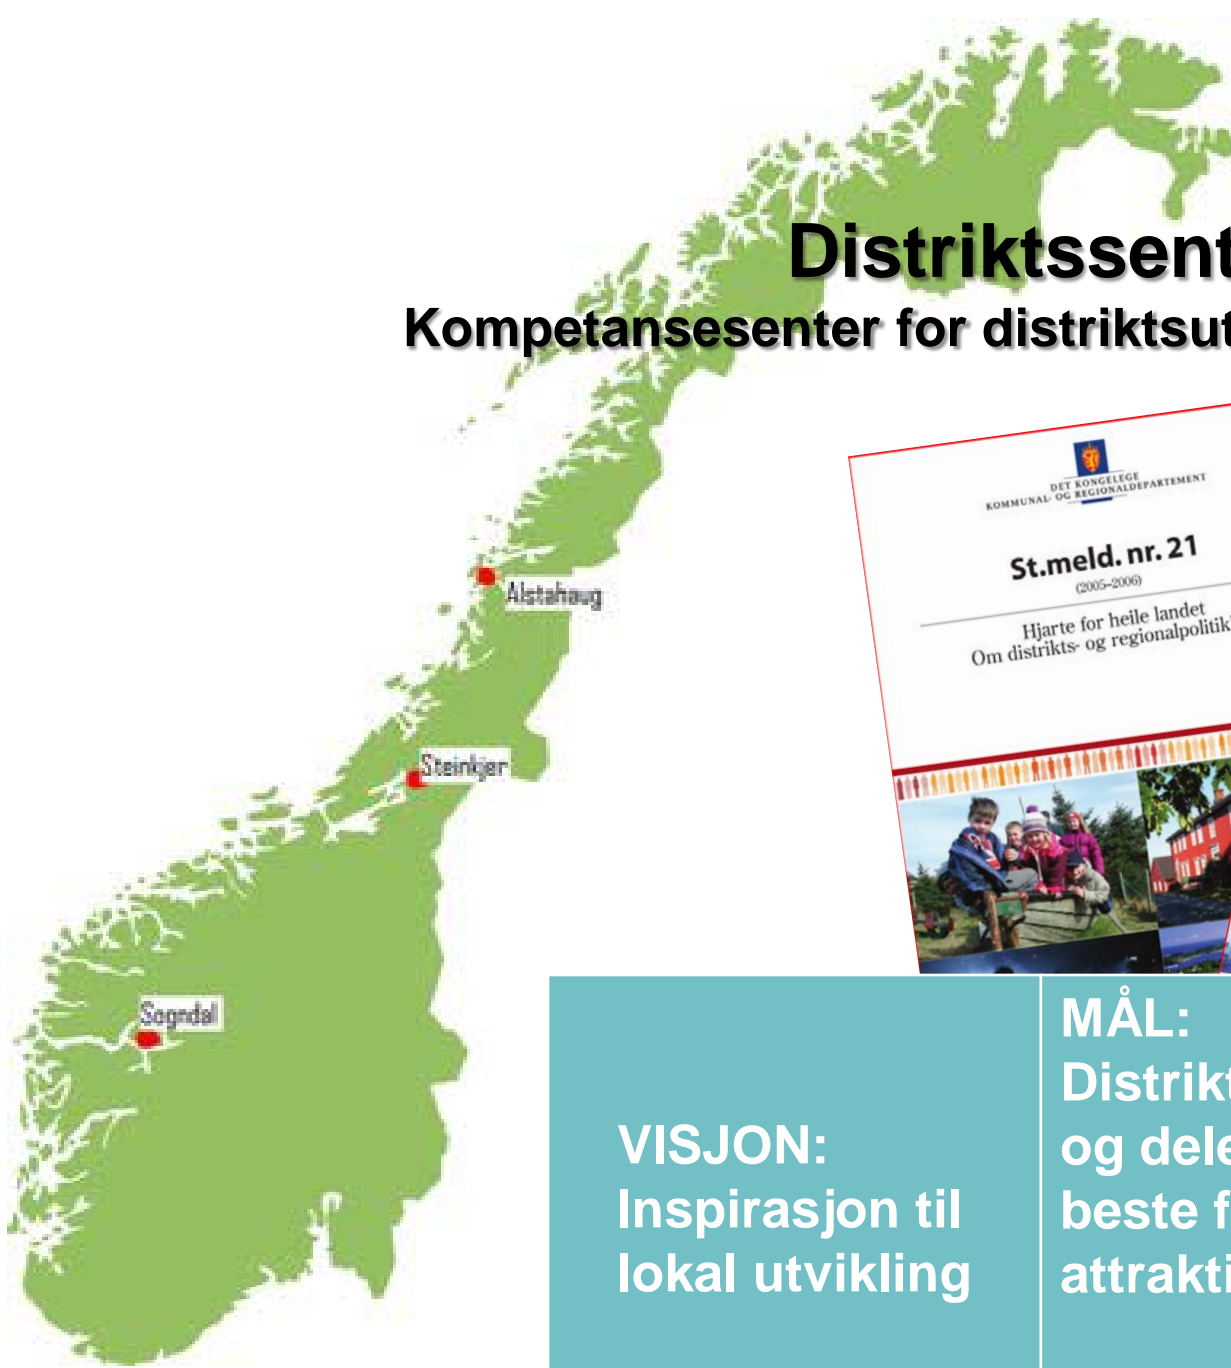 Distriktssent
Kompetansesenter for distriktsut
DET KONGELEGE
KOMMUNAL- OG REGIONALDEPARTEMENT
St.meld. nr. 21
(2005–2006)
Hjarte for heile landet
Om distrikts- og regionalpolitik
Alstahaug
Steinkjer
Sogndal
VISJON:
Inspirasjon til
lokal utvikling
MÅL:
Distrikt
og dele
beste f
attrakti